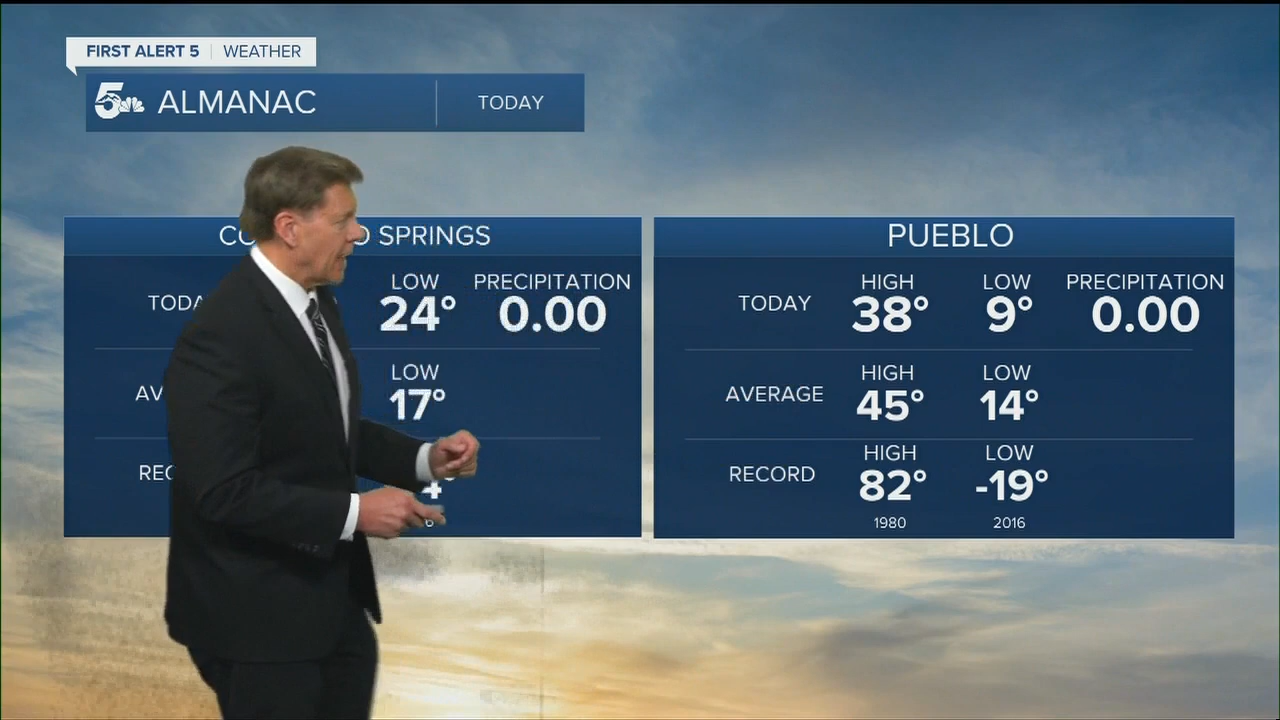 FIRST ALERT 5 | WEATHER
5 ALMANAC TODAY
SPRINGS
LOW PRECIPITATION
24° 0.00
LOW
17°
PUEBLO
HIGH LOW PRECIPITATION
TODAY 38° 9° 0.00
HIGH LOW
AVERAGE 45° 14°
HIGH LOW
RECORD 82° -19°
1980 2016